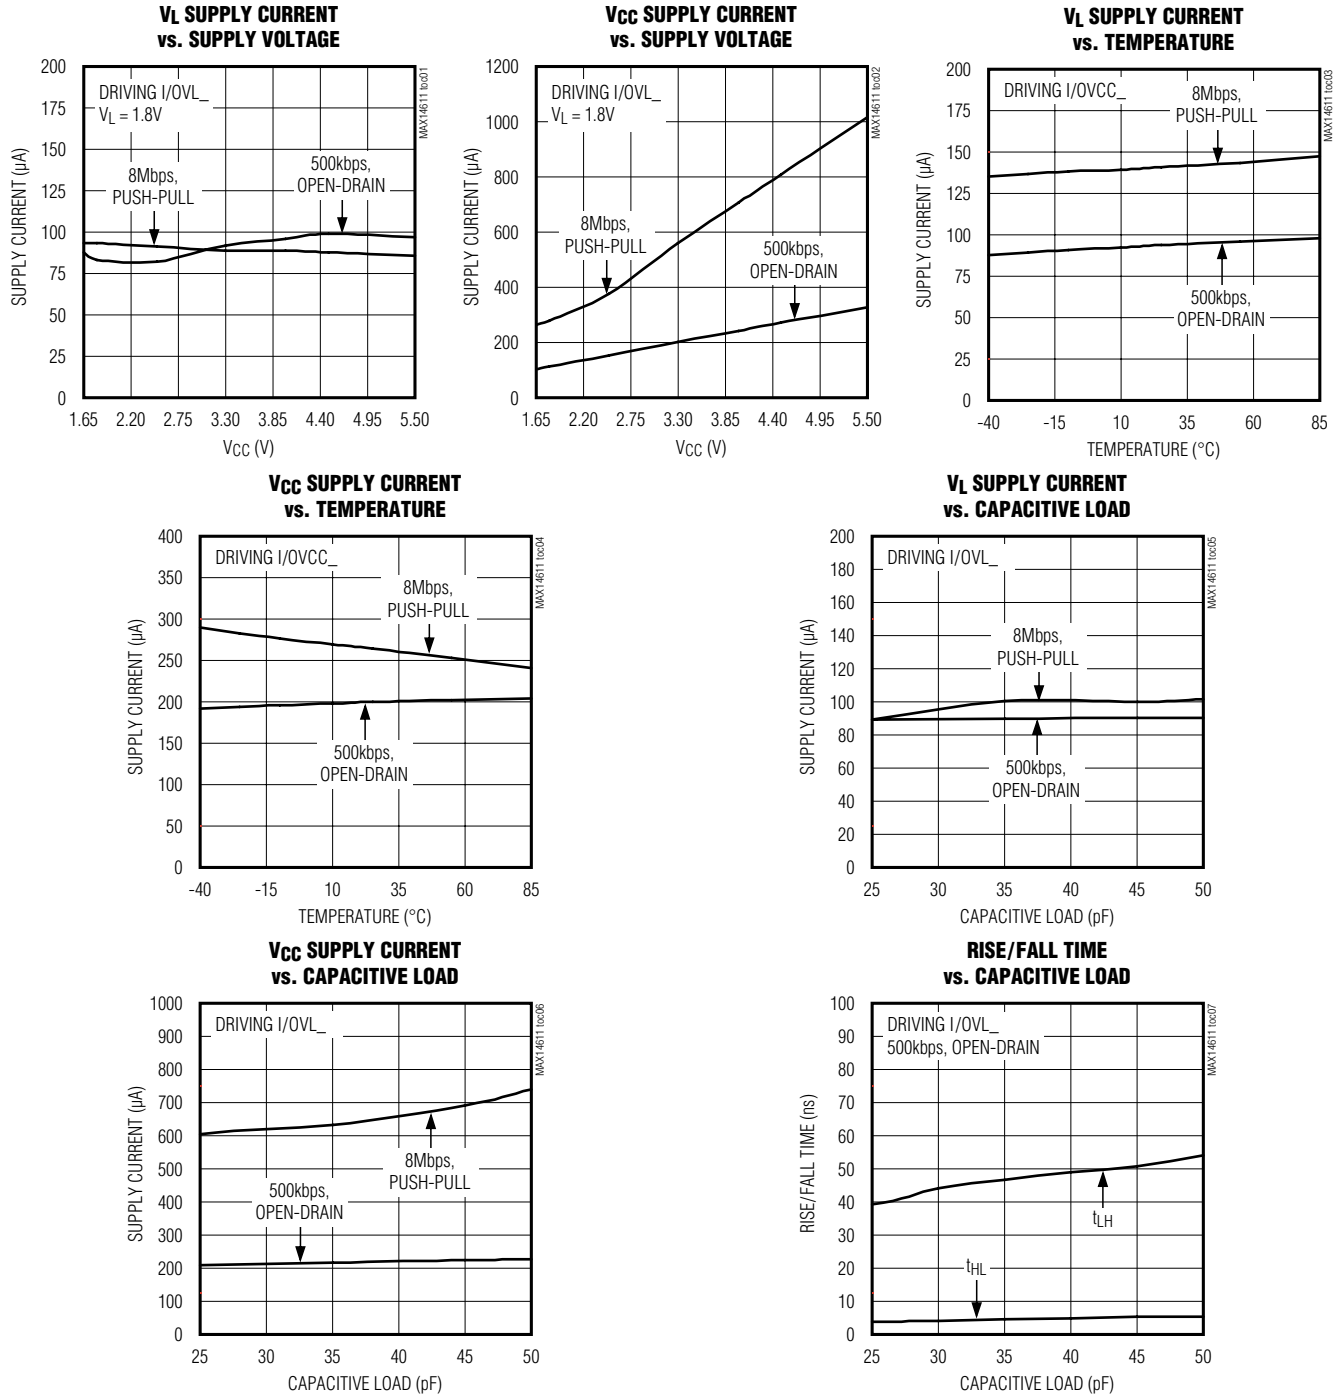 VL SUPPLY CURRENT
vs. SUPPLY VOLTAGE
200
175
150
125
100
75
50
25
0
SUPPLY CURRENT (µA)
DRIVING I/OVL_
VL = 1.8V
8Mbps,
PUSH-PULL
500kbps,
OPEN-DRAIN
MAX14611 toc01
1.65 2.20 2.75 3.30 3.85 4.40 4.95 5.50
VCC (V)
VCC SUPPLY CURRENT
vs. SUPPLY VOLTAGE
1200
1000
800
600
400
200
0
SUPPLY CURRENT (µA)
DRIVING I/OVL_
VL = 1.8V
8Mbps,
PUSH-PULL
500kbps,
OPEN-DRAIN
MAX14611 toc02
1.65 2.20 2.75 3.30 3.85 4.40 4.95 5.50
VCC (V)
VL SUPPLY CURRENT
vs. TEMPERATURE
200
175
150
125
100
75
50
25
0
SUPPLY CURRENT (µA)
DRIVING I/OVCC_
8Mbps,
PUSH-PULL
500kbps,
OPEN-DRAIN
MAX14611 toc03
-40 -15 10 35 60 85
TEMPERATURE (°C)
VCC SUPPLY CURRENT
vs. TEMPERATURE
400
350
300
250
200
150
100
50
0
SUPPLY CURRENT (µA)
DRIVING I/OVCC_
8Mbps,
PUSH-PULL
500kbps,
OPEN-DRAIN
MAX14611 toc04
-40 -15 10 35 60 85
TEMPERATURE (°C)
VL SUPPLY CURRENT
vs. CAPACITIVE LOAD
200
180
160
140
120
100
80
60
40
20
0
SUPPLY CURRENT (µA)
DRIVING I/OVL_
8Mbps,
PUSH-PULL
500kbps,
OPEN-DRAIN
MAX14611 toc05
25 30 35 40 45 50
CAPACITIVE LOAD (pF)
VCC SUPPLY CURRENT
vs. CAPACITIVE LOAD
1000
900
800
700
600
500
400
300
200
100
0
SUPPLY CURRENT (µA)
DRIVING I/OVL_
8Mbps,
PUSH-PULL
500kbps,
OPEN-DRAIN
MAX14611 toc06
25 30 35 40 45 50
CAPACITIVE LOAD (pF)
RISE/FALL TIME
vs. CAPACITIVE LOAD
100
90
80
70
60
50
40
30
20
10
0
RISE/FALL TIME (ns)
DRIVING I/OVL_
500kbps, OPEN-DRAIN
tLH
tHL
MAX14611 toc07
25 30 35 40 45 50
CAPACITIVE LOAD (pF)